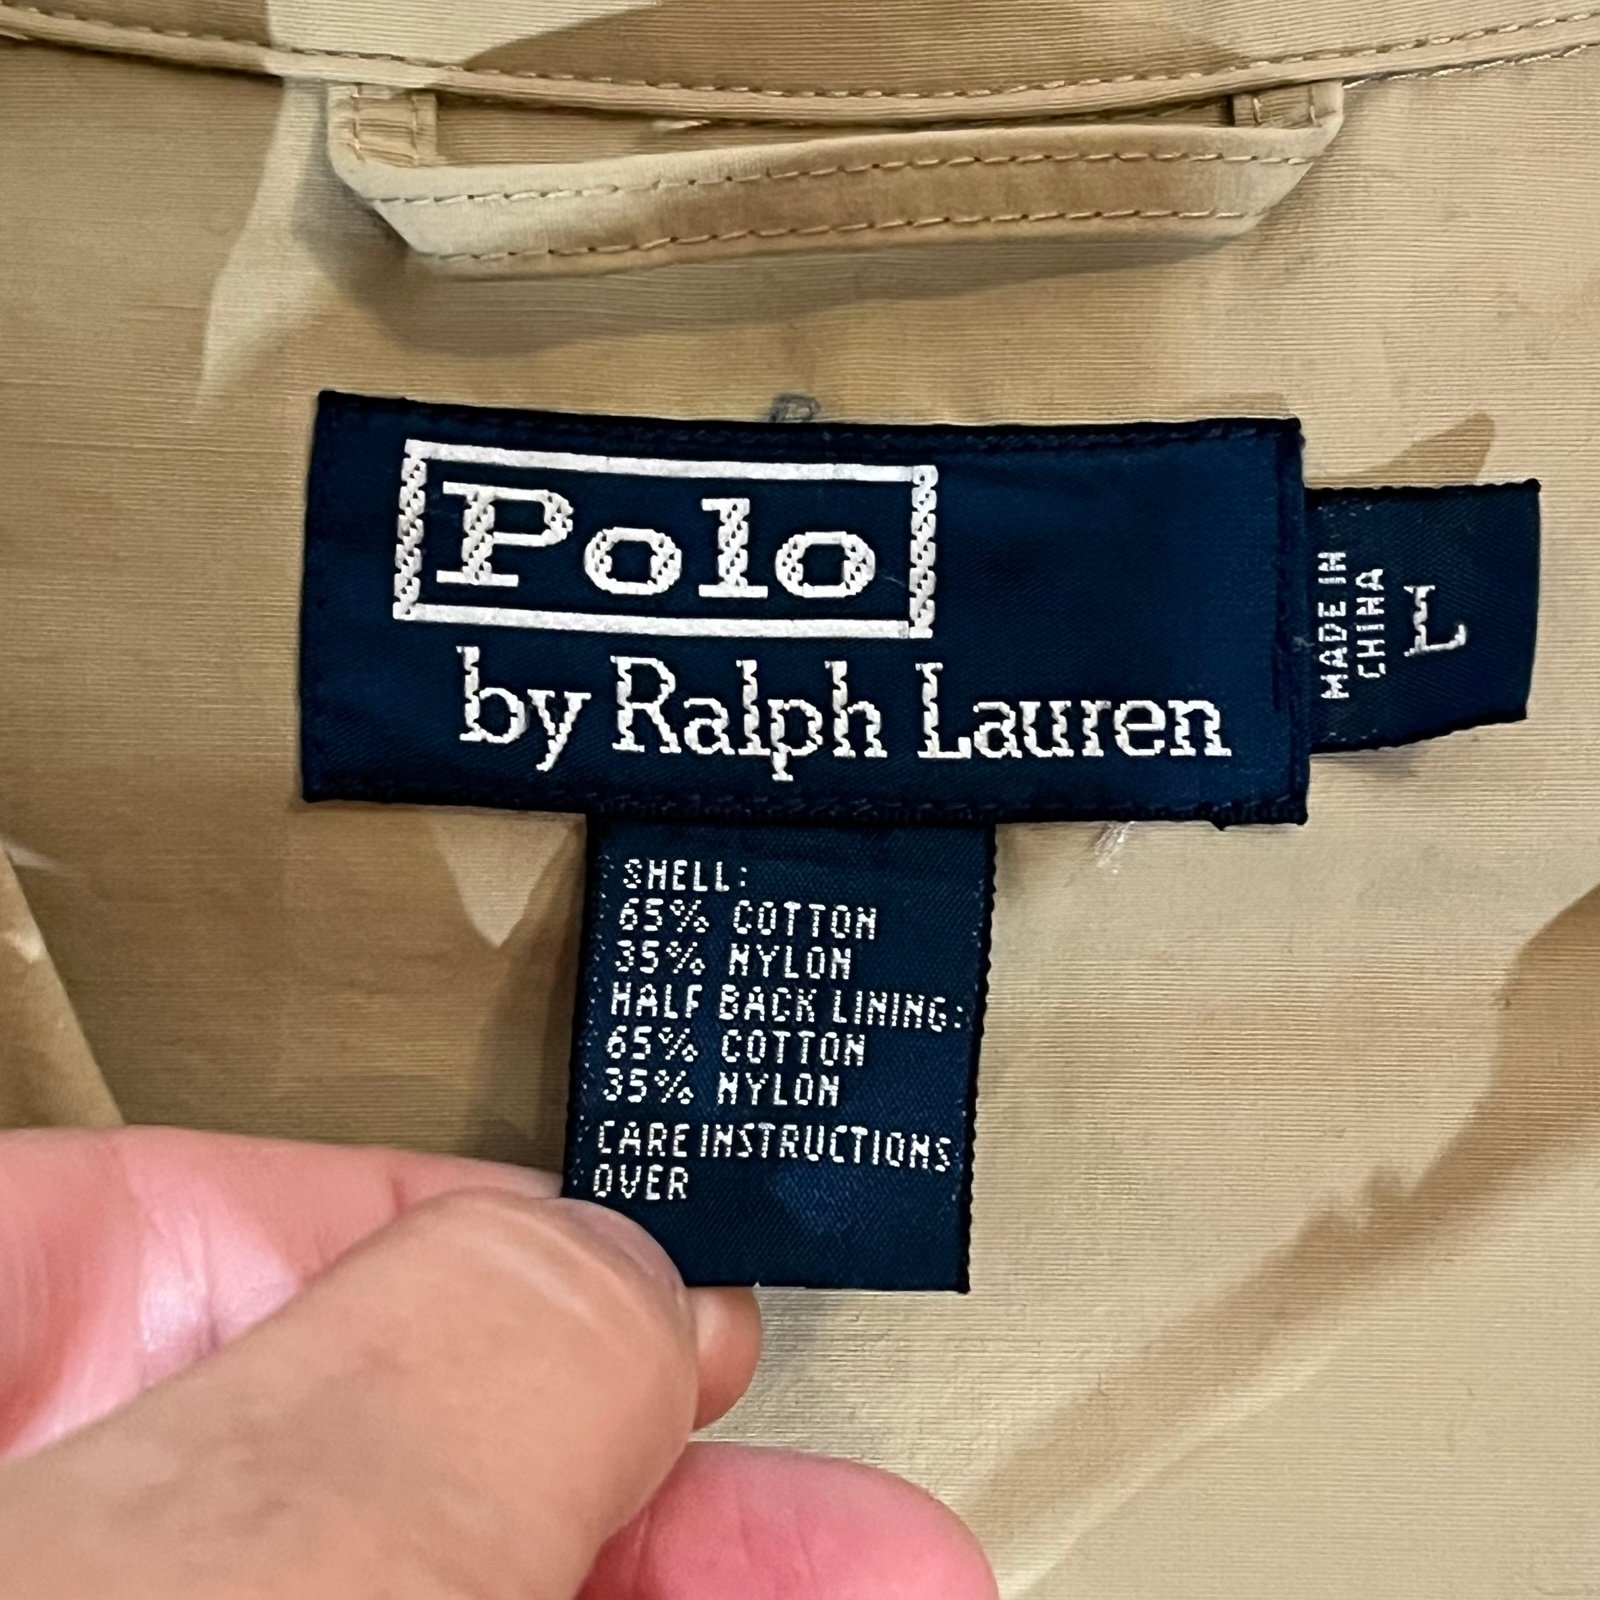 Polo
by Ralph Lauren
MADE IN
CHINA
L
SHELL:
65% COTTON
35% NYLON
HALF BACK LINING:
65% COTTON
35% NYLON
CARE INSTRUCTIONS
OVER